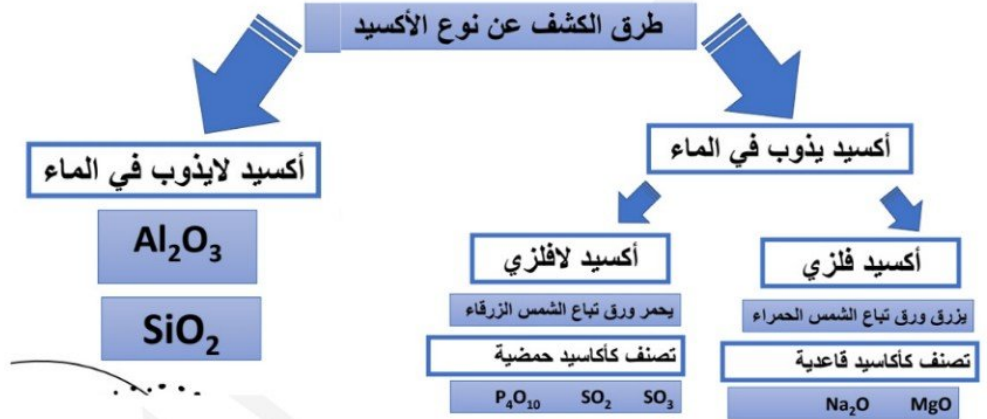 طرق الكشف عن نوع الأكسيد
أكسيد يذوب في الماء
أكسيد فلزي
يزرق ورق تباع الشمس الحمراء
تصنف كأكاسيد قاعدية
Na₂O MgO
أكسيد لافلزي
يحمر ورق تباع الشمس الزرقاء
تصنف كأكاسيد حمضية
P₄O₁₀ SO₂ SO₃
أكسيد لايذوب في الماء
Al₂O₃
SiO₂